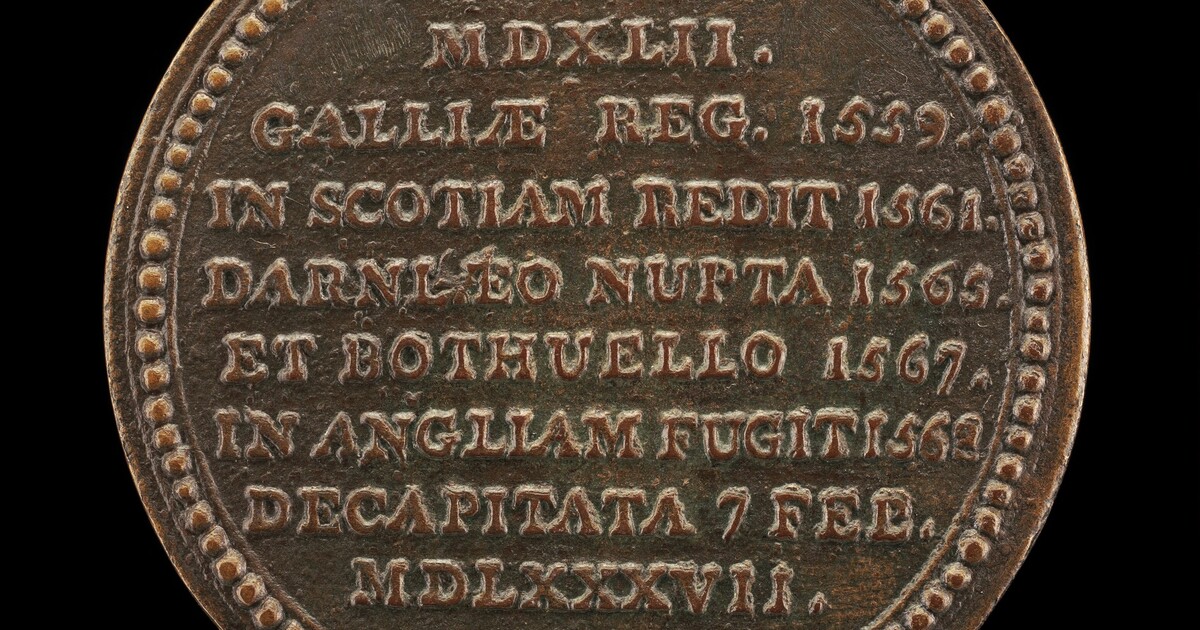 MDXLII.
GALLIÆ REG. 1559.
IN SCOTIAM REDIT 1561.
DARNLÆO NUPTA 1565.
ET BOTHUELLO 1567.
IN ANGLIAM FUGIT 1568
DECAPITATA 7 FEB.
MDLXXXVII.